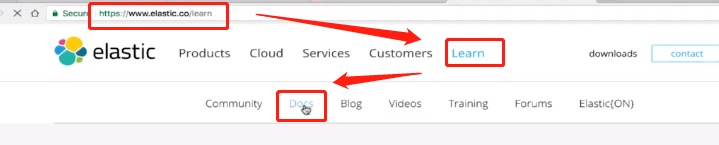 Secure https://www.elastic.co/learn
elastic Products Cloud Services Customers Learn downloads contact
Community Docs Blog Videos Training Forums Elastic{ON}